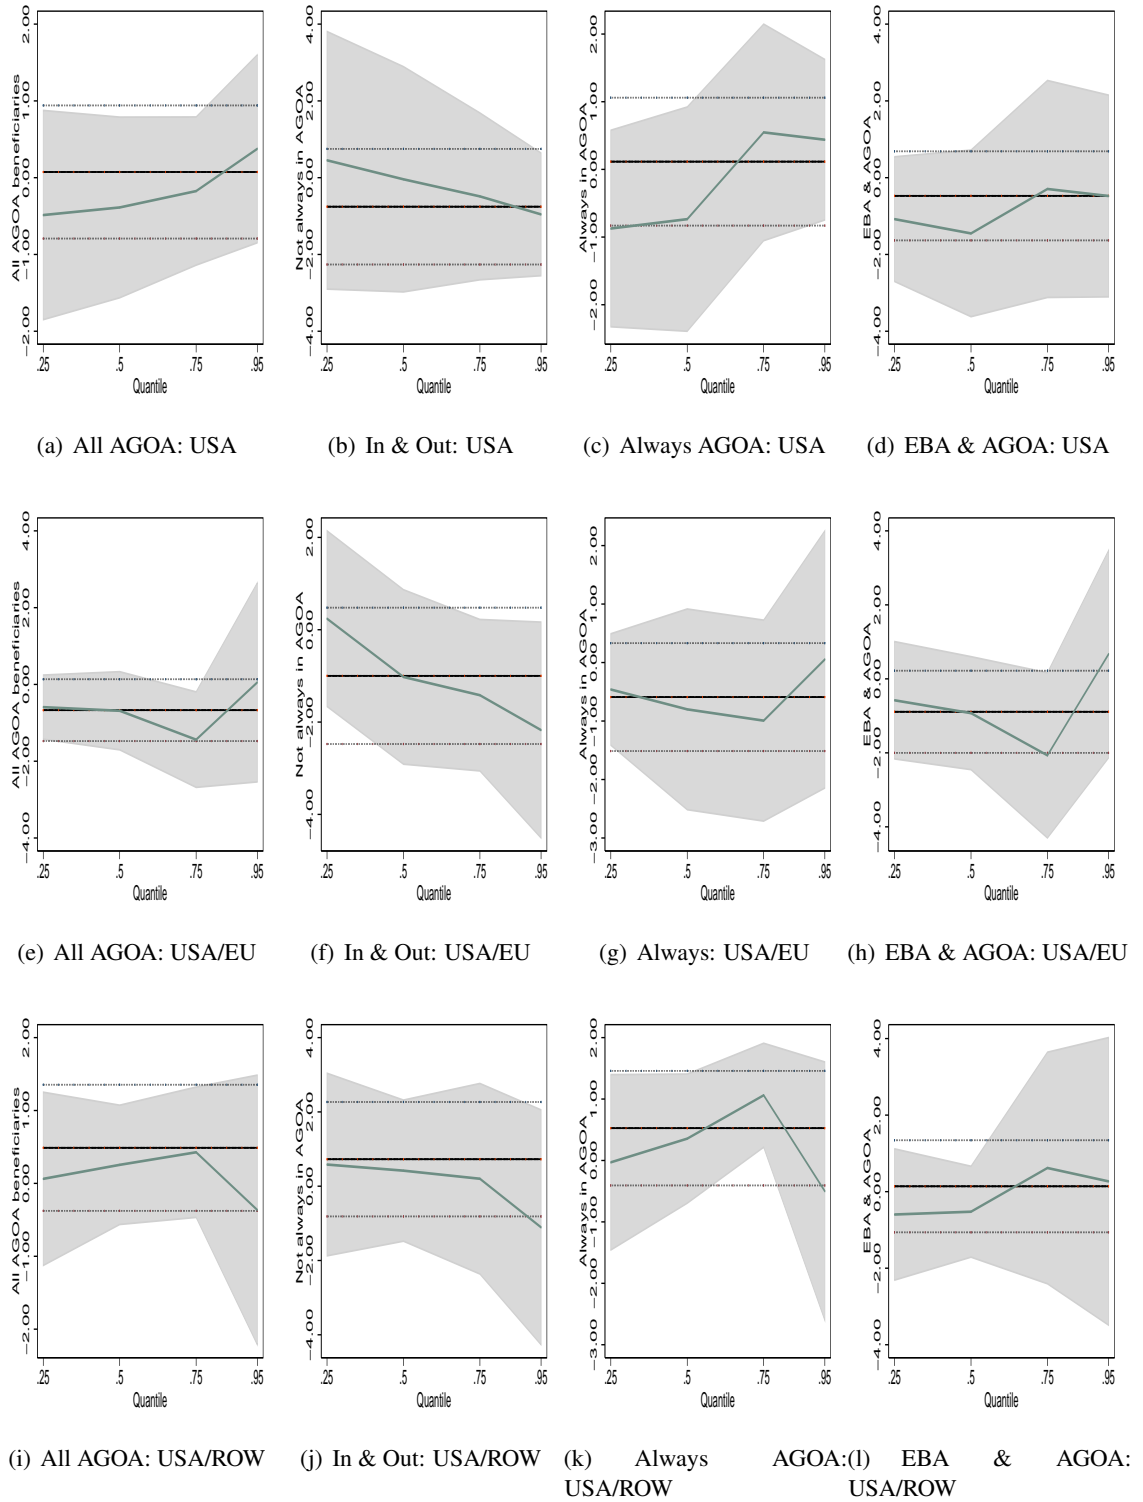 All AGOA beneficiaries
−2.00 −1.00 0.00 1.00 2.00
.25 .5 .75 .95
Quantile
Not always in AGOA
−4.00 −2.00 0.00 2.00 4.00
.25 .5 .75 .95
Quantile
Always in AGOA
−2.00 −1.00 0.00 1.00 2.00
.25 .5 .75 .95
Quantile
EBA & AGOA
−4.00 −2.00 0.00 2.00 4.00
.25 .5 .75 .95
Quantile
(a) All AGOA: USA
(b) In & Out: USA
(c) Always AGOA: USA
(d) EBA & AGOA: USA
All AGOA beneficiaries
−4.00 −2.00 0.00 2.00 4.00
.25 .5 .75 .95
Quantile
Not always in AGOA
−4.00 −2.00 0.00 2.00
.25 .5 .75 .95
Quantile
Always in AGOA
−3.00 −2.00 −1.00 0.00 1.00 2.00
.25 .5 .75 .95
Quantile
EBA & AGOA
−4.00 −2.00 0.00 2.00 4.00
.25 .5 .75 .95
Quantile
(e) All AGOA: USA/EU
(f) In & Out: USA/EU
(g) Always: USA/EU
(h) EBA & AGOA: USA/EU
All AGOA beneficiaries
−2.00 −1.00 0.00 1.00 2.00
.25 .5 .75 .95
Quantile
Not always in AGOA
−4.00 −2.00 0.00 2.00 4.00
.25 .5 .75 .95
Quantile
Always in AGOA
−3.00 −2.00 −1.00 0.00 1.00 2.00
.25 .5 .75 .95
Quantile
EBA & AGOA
−4.00 −2.00 0.00 2.00 4.00
.25 .5 .75 .95
Quantile
(i) All AGOA: USA/ROW
(j) In & Out: USA/ROW
(k) Always AGOA:
USA/ROW
(l) EBA & AGOA:
USA/ROW